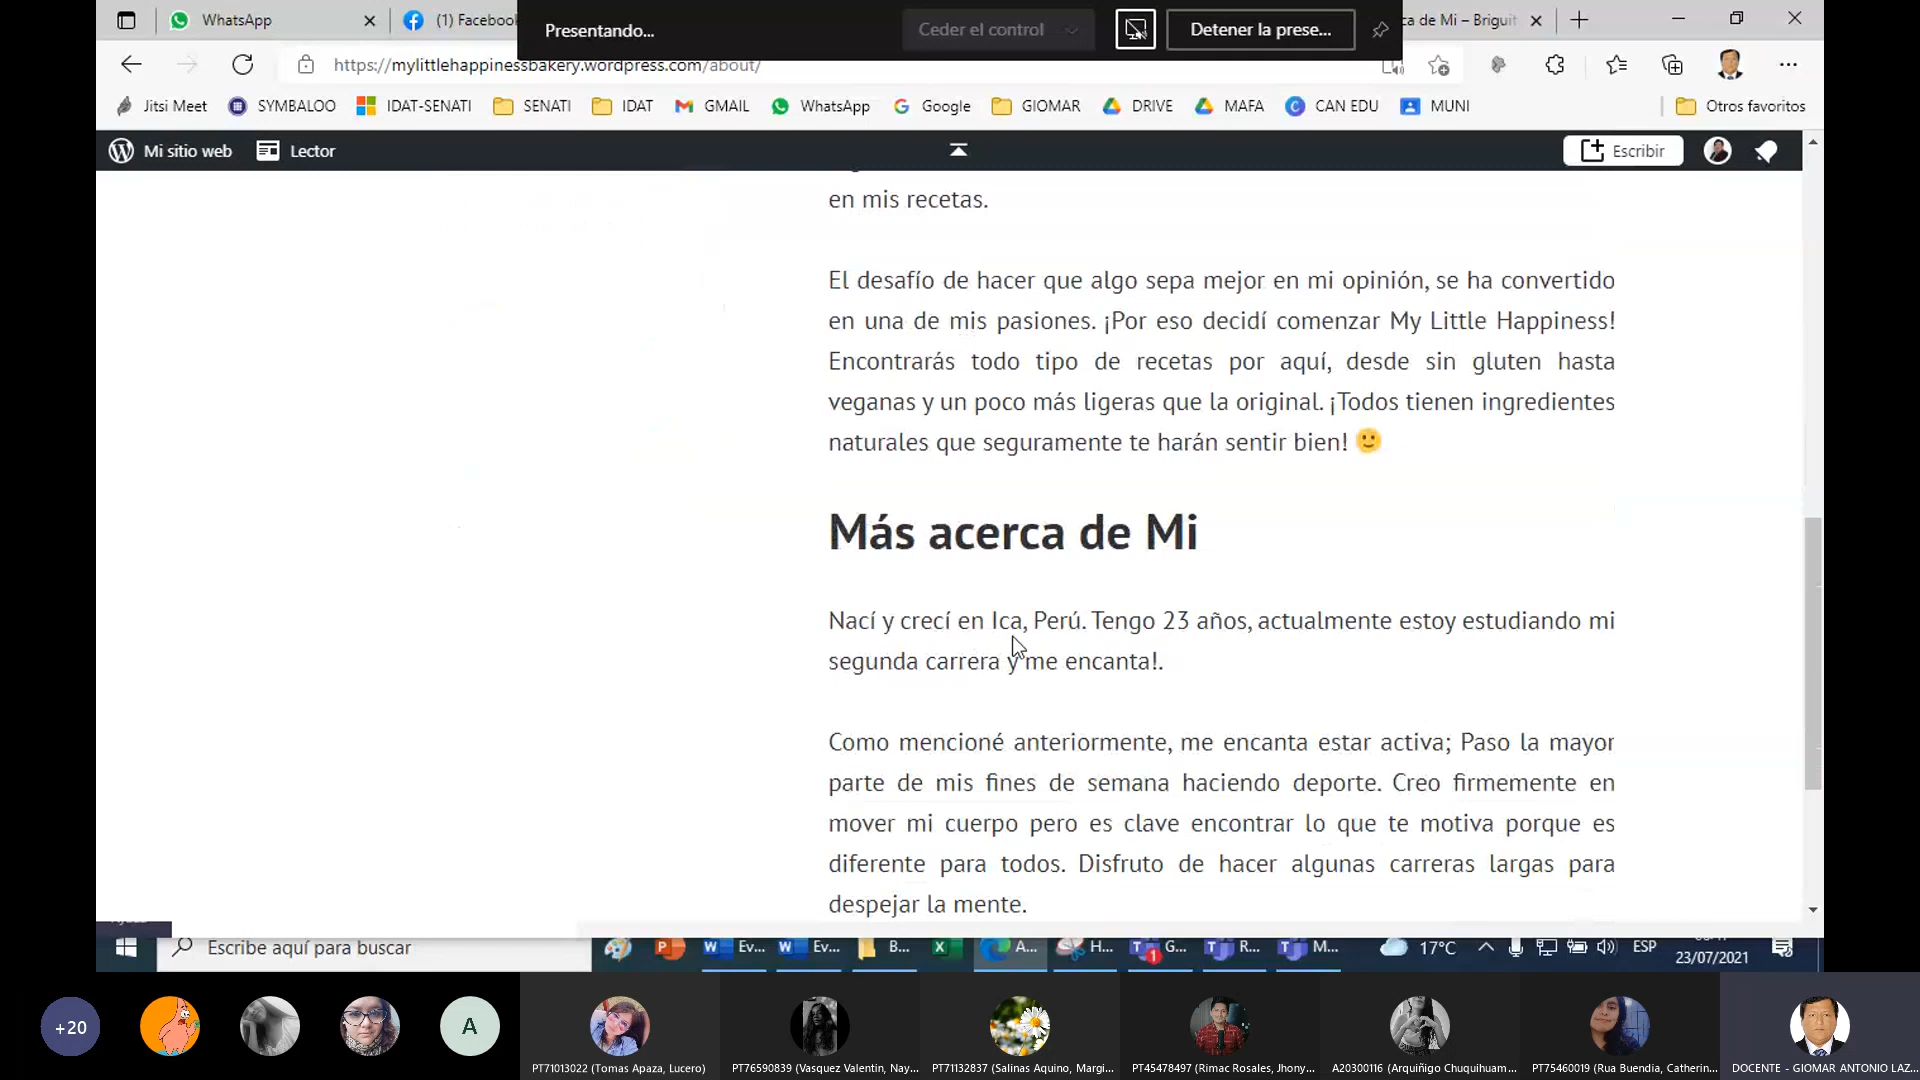 WhatsApp
(1) Facebook
Presentando...
Ceder el control
Detener la prese...
ca de Mi – Briguit
https://mylittlehappinessbakery.wordpress.com/about/
Jitsi Meet
SYMBALOO
IDAT-SENATI
SENATI
IDAT
GMAIL
WhatsApp
Google
GIOMAR
DRIVE
MAFA
CAN EDU
MUNI
Otros favoritos
Mi sitio web
Lector
Escribir
en mis recetas.
El desafío de hacer que algo sepa mejor en mi opinión, se ha convertido
en una de mis pasiones. ¡Por eso decidí comenzar My Little Happiness!
Encontrarás todo tipo de recetas por aquí, desde sin gluten hasta
veganas y un poco más ligeras que la original. ¡Todos tienen ingredientes
naturales que seguramente te harán sentir bien! 🙂
Más acerca de Mi
Nací y crecí en Ica, Perú. Tengo 23 años, actualmente estoy estudiando mi
segunda carrera y me encanta!.
Como mencioné anteriormente, me encanta estar activa; Paso la mayor
parte de mis fines de semana haciendo deporte. Creo firmemente en
mover mi cuerpo pero es clave encontrar lo que te motiva porque es
diferente para todos. Disfruto de hacer algunas carreras largas para
despejar la mente.
Escribe aquí para buscar
Ev...
Ev...
B...
A...
H...
G...
R...
M...
17°C
ESP
23/07/2021
+20
A
PT71013022 (Tomas Apaza, Lucero)
PT76590839 (Vasquez Valentin, Nay...
PT71132837 (Salinas Aquino, Margi...
PT45478497 (Rimac Rosales, Jhony...
A20300116 (Arquiñigo Chuquihuam...
PT75460019 (Rua Buendía, Catherin...
DOCENTE - GIOMAR ANTONIO LAZ...